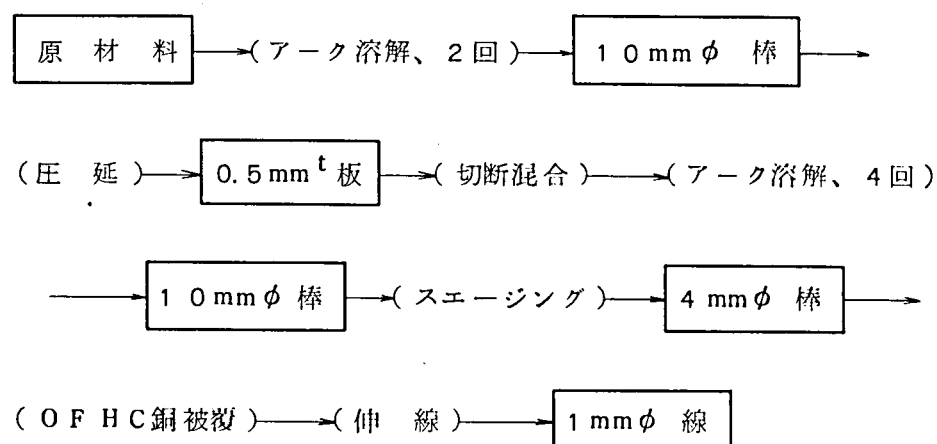 原材料 (アーク溶解、2回) 10mmφ 棒
(圧延) 0.5mm t 板 (切断混合) (アーク溶解、4回)
10mmφ 棒 (スエージング) 4mmφ 棒
(OFHC銅被覆) (伸線) 1mmφ 線